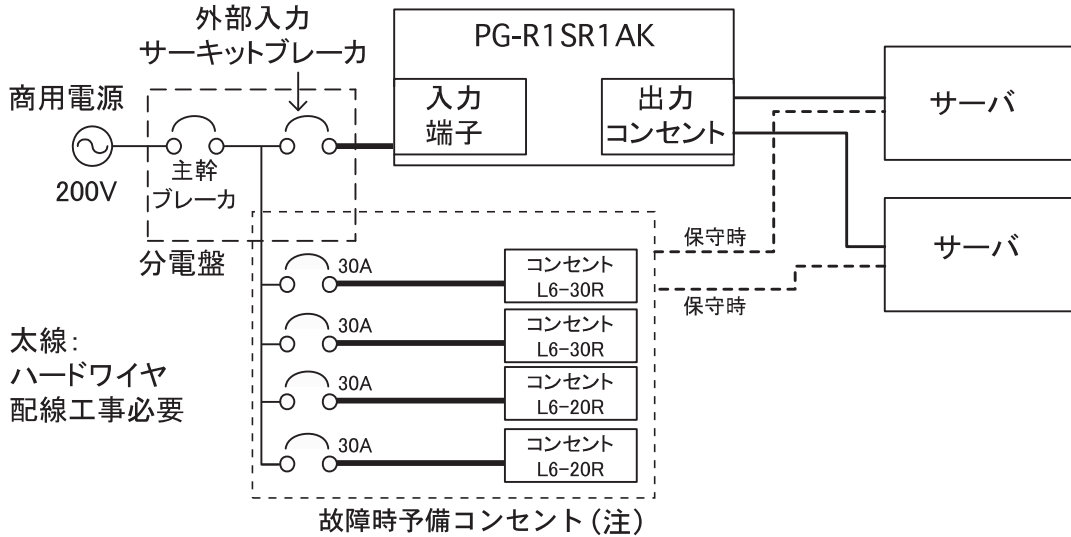 外部入力
サーキットブレーカ
PG-R1SR1AK
商用電源
入力
端子
出力
コンセント
サーバ
200V
主幹
ブレーカ
分電盤
保守時
サーバ
30A
コンセント
L6-30R
保守時
30A
コンセント
L6-30R
太線:
ハードワイヤ
配線工事必要
30A
コンセント
L6-20R
30A
コンセント
L6-20R
故障時予備コンセント(注)